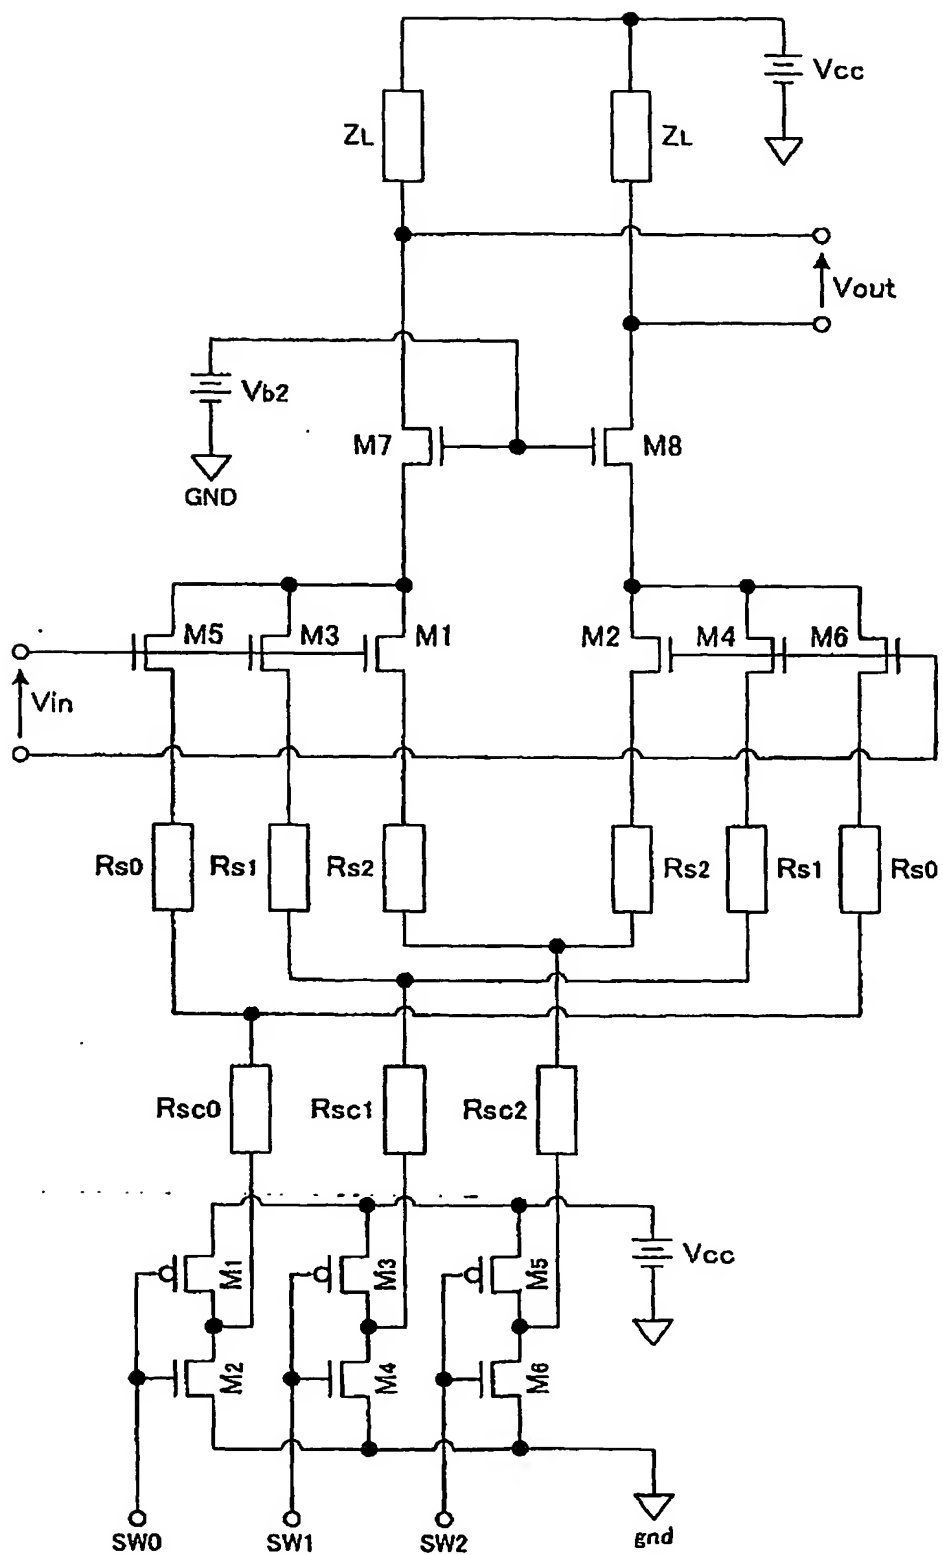 Vcc
ZL ZL
Vout
Vb2
M7 M8
GND
M5 M3 M1 M2 M4 M6
Vin
Rs0 Rs1 Rs2 Rs2 Rs1 Rs0
Rsc0 Rsc1 Rsc2
M1 M3 M5 Vcc
M2 M4 M6
SW0 SW1 SW2 gnd